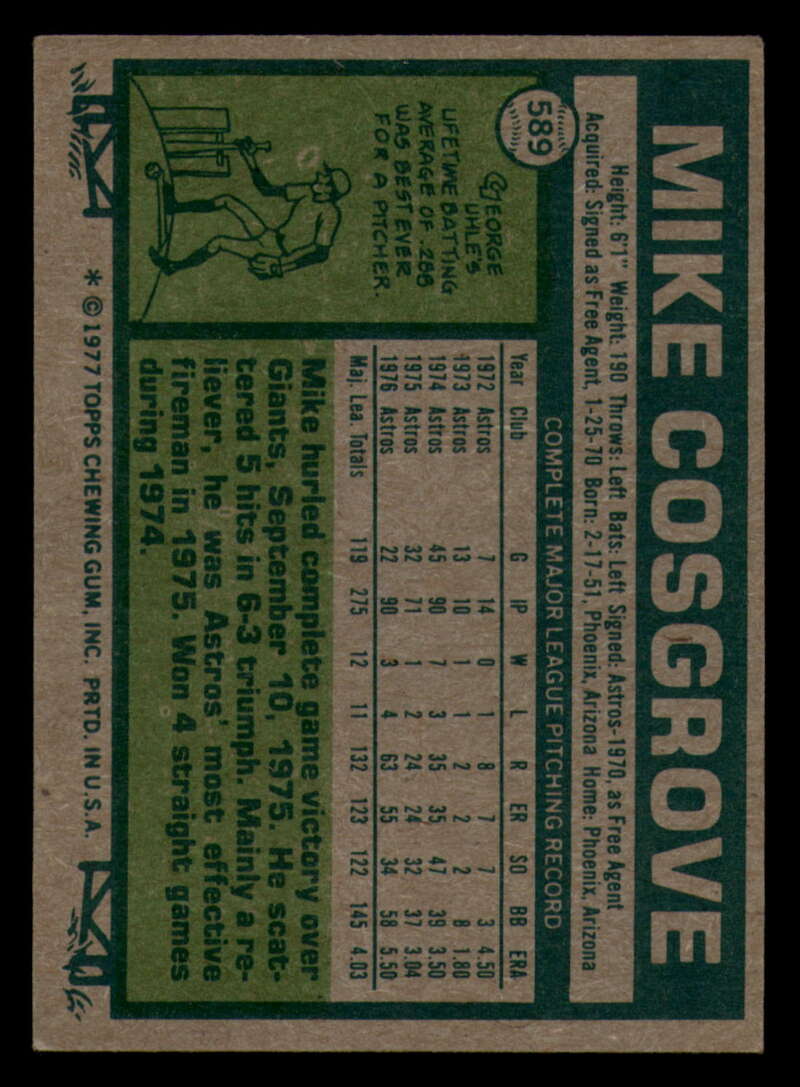 589
MIKE COSGROVE
Height: 6'1" Weight: 190 Throws: Left Bats: Left Signed: Astros-1970, as Free Agent
Acquired: Signed as Free Agent, 1-25-70 Born: 2-17-51, Phoenix, Arizona Home: Phoenix, Arizona
COMPLETE MAJOR LEAGUE PITCHING RECORD
Year Club G IP W L R ER SO BB ERA
1972 Astros 7 14 0 1 8 7 7 3 4.50
1973 Astros 13 10 1 1 2 2 2 8 1.80
1974 Astros 45 90 7 3 35 35 47 39 3.50
1975 Astros 32 71 1 2 24 24 32 37 3.04
1976 Astros 22 90 3 4 63 55 34 58 5.50
Maj. Lea. Totals 119 275 12 11 132 123 122 145 4.03
GEORGE
UHLE'S
LIFETIME BATTING
AVERAGE OF .288
WAS BEST EVER
FOR A PITCHER.
Mike hurled complete game victory over
Giants, September 10, 1975. He scat-
tered 5 hits in 6-3 triumph. Mainly a re-
liever, he was Astros' most effective
fireman in 1975. Won 4 straight games
during 1974.
* © 1977 TOPPS CHEWING GUM, INC. PRTD. IN U.S.A.